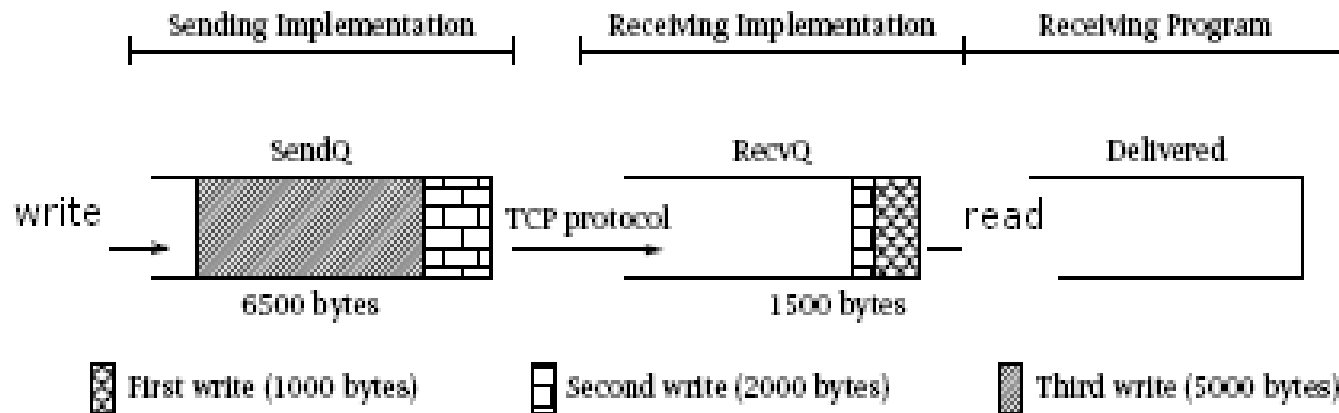 Sending Implementation Receiving Implementation Receiving Program
SendQ RecvQ Delivered
write TCP protocol read
6500 bytes 1500 bytes
First write (1000 bytes) Second write (2000 bytes) Third write (5000 bytes)